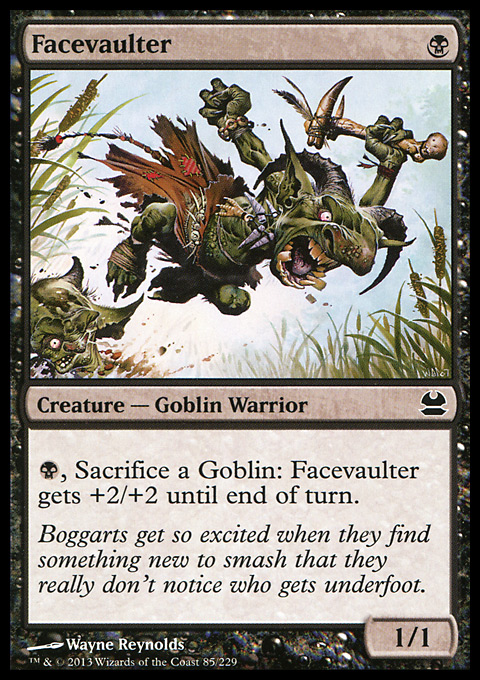 Facevaulter
Creature — Goblin Warrior
, Sacrifice a Goblin: Facevaulter
gets +2/+2 until end of turn.
Boggarts get so excited when they find
something new to smash that they
really don't notice who gets underfoot.
1/1
Wayne Reynolds
™ & © 2013 Wizards of the Coast 85/229